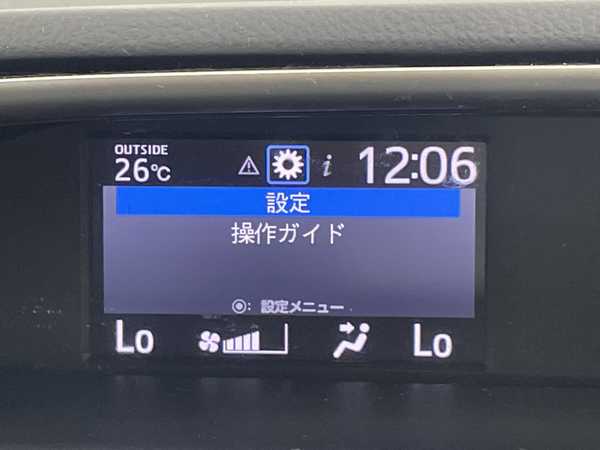 OUTSIDE
26℃ i 12:06
設定
操作ガイド
◎: 設定メニュー
Lo Lo